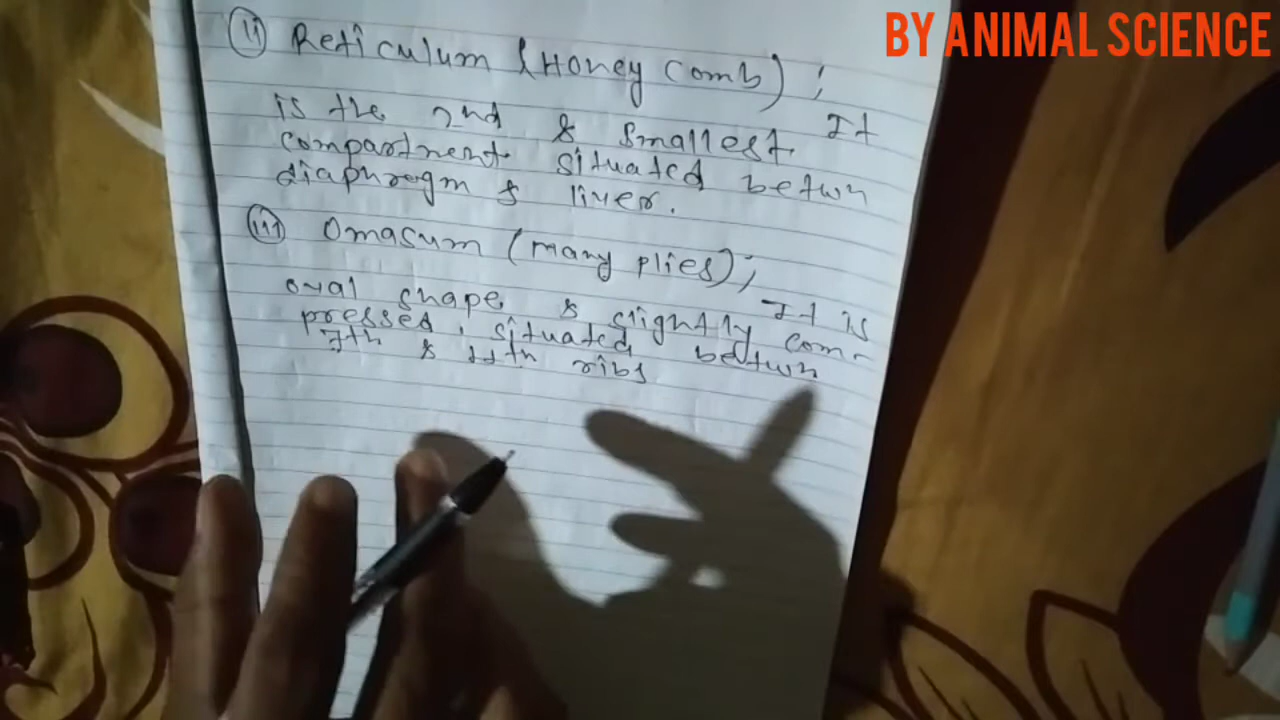 BY ANIMAL SCIENCE
(ii) Reticulum (Honey comb) ; It
is the 2nd & smallest
compartment situated betwn
diaphragm & liver.
(iii) Omasum (many plies) ; It is
oval shape & slightly com-
pressed, situated betwn
7th & 11th ribs